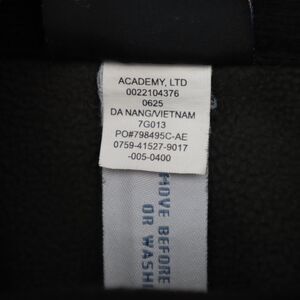 ACADEMY, LTD
0022104376
0625
DA NANG/VIETNAM
7G013
PO#798495C-AE
0759-41527-9017
-005-0400
MOVE BEFORE
OR WASHI